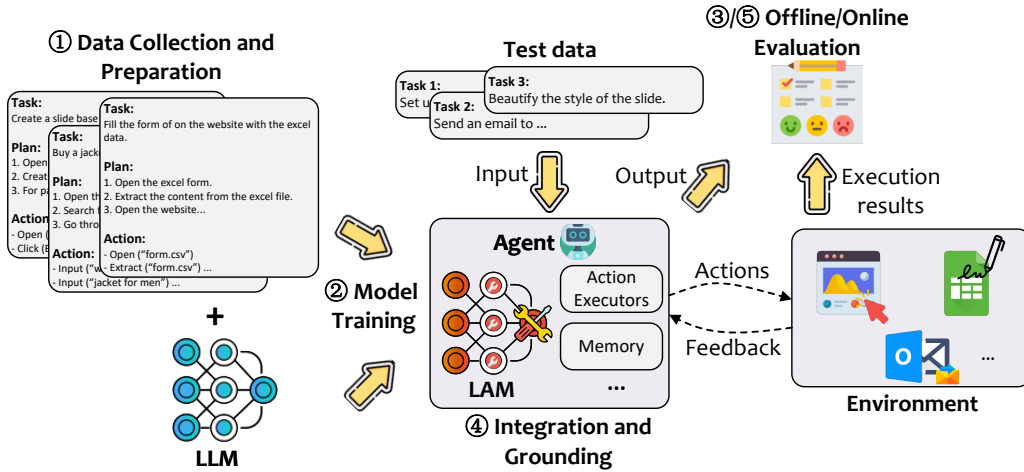 ① Data Collection and
Preparation
Task:
Create a slide base
Plan:
1. Open
2. Creat
3. For pa
Action
- Open (
- Click (E
Task:
Buy a jacke
Plan:
1. Open th
2. Search f
3. Go thro
Action:
- Input ("w
- Input ("jacket for men") ...
Task:
Fill the form of on the website with the excel
data.
Plan:
1. Open the excel form.
2. Extract the content from the excel file.
3. Open the website...
Action:
- Open ("form.csv")
- Extract ("form.csv") ...
+
LLM
② Model
Training
Test data
Task 1:
Set u
Task 2:
Send an email to ...
Task 3:
Beautify the style of the slide.
Input
Output
③/⑤ Offline/Online
Evaluation
Execution
results
Agent
LAM
Action
Executors
Memory
...
④ Integration and
Grounding
Actions
Feedback
O
...
Environment